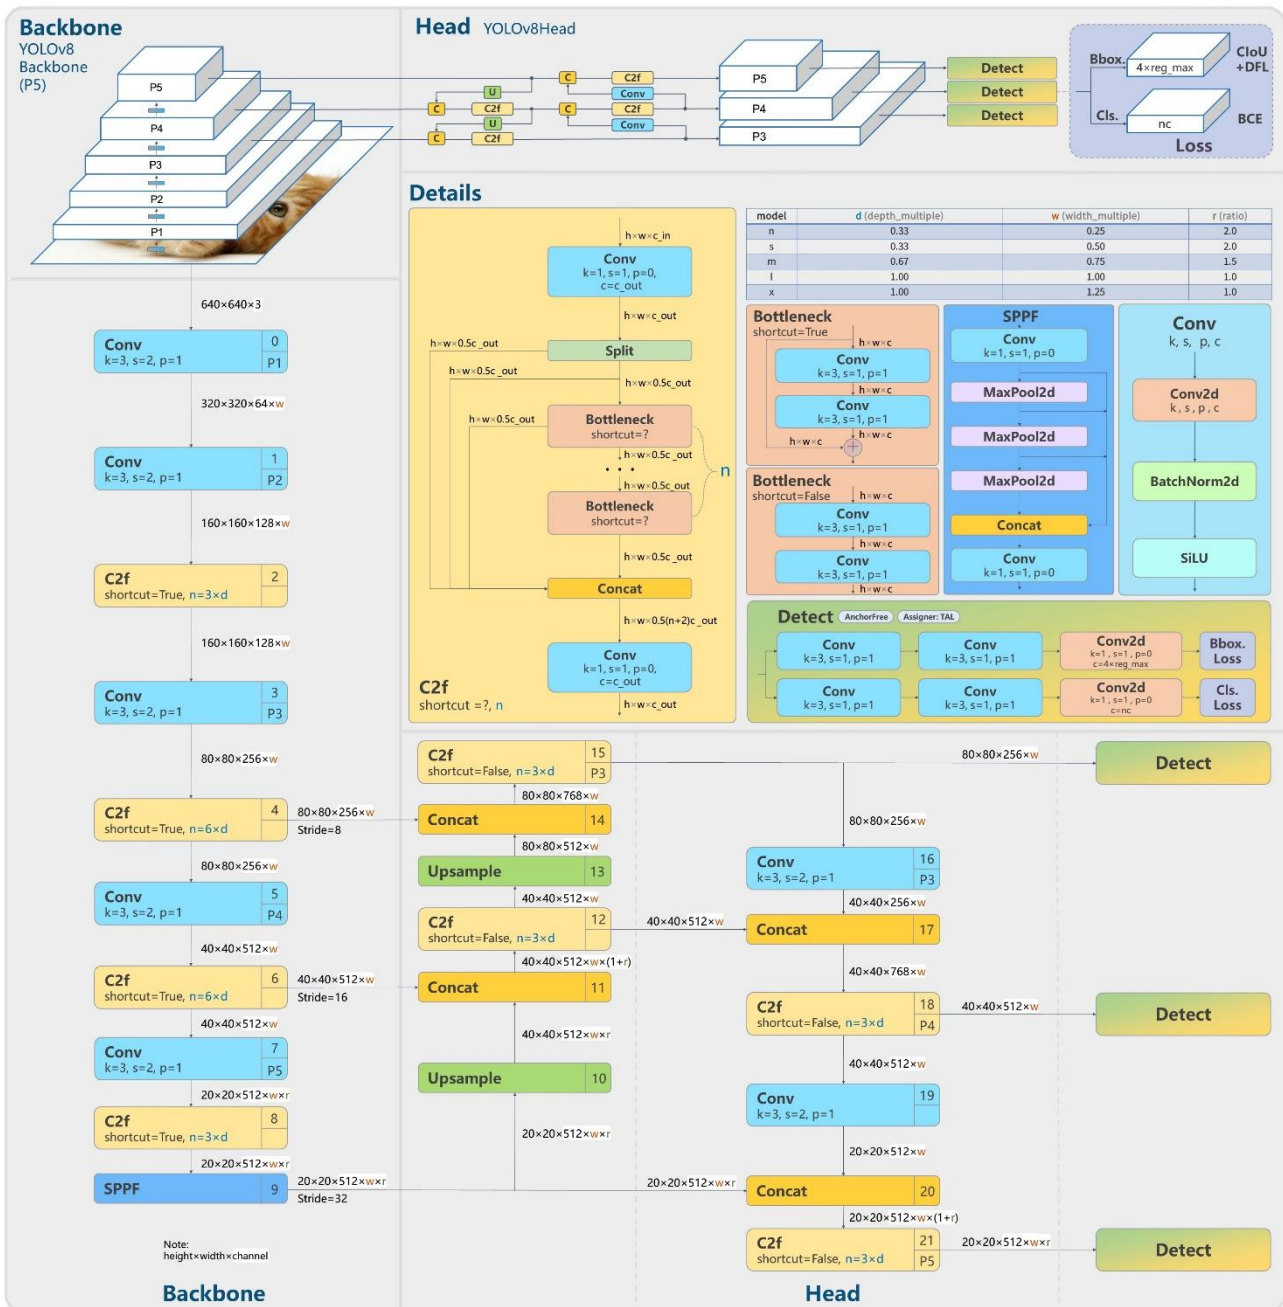 Backbone
YOLOv8
Backbone
(P5)
P5
P4
P3
P2
P1
Head YOLOv8Head
C
C2f
U
Conv
C
C2f
C
C2f
U
Conv
C
C2f
P5
P4
P3
Detect
Detect
Detect
Bbox.
4×reg_max
CIoU
+DFL
Cls.
nc
BCE
Loss
640×640×3
Conv
k=3, s=2, p=1
0
P1
320×320×64×w
Conv
k=3, s=2, p=1
1
P2
160×160×128×w
C2f
shortcut=True, n=3×d
2
160×160×128×w
Conv
k=3, s=2, p=1
3
P3
80×80×256×w
C2f
shortcut=True, n=6×d
4
80×80×256×w
Stride=8
80×80×256×w
Conv
k=3, s=2, p=1
5
P4
40×40×512×w
C2f
shortcut=True, n=6×d
6
40×40×512×w
Stride=16
40×40×512×w
Conv
k=3, s=2, p=1
7
P5
20×20×512×w×r
C2f
shortcut=True, n=3×d
8
20×20×512×w×r
SPPF
9
20×20×512×w×r
Stride=32
Note:
height×width×channel
Backbone
Details
h×w×c_in
Conv
k=1, s=1, p=0,
c=c_out
h×w×c_out
h×w×0.5c_out
Split
h×w×0.5c_out
h×w×0.5c_out
h×w×0.5c_out
Bottleneck
shortcut=?
h×w×0.5c_out
• • •
n
h×w×0.5c_out
Bottleneck
shortcut=?
h×w×0.5c_out
Concat
h×w×0.5(n+2)c_out
Conv
k=1, s=1, p=0,
c=c_out
C2f
shortcut =?, n
h×w×c_out
model d (depth_multiple) w (width_multiple) r (ratio)
n 0.33 0.25 2.0
s 0.33 0.50 2.0
m 0.67 0.75 1.5
l 1.00 1.00 1.0
x 1.00 1.25 1.0
Bottleneck
shortcut=True
h×w×c
Conv
k=3, s=1, p=1
h×w×c
Conv
k=3, s=1, p=1
h×w×c
h×w×c
+
Bottleneck
shortcut=False
h×w×c
Conv
k=3, s=1, p=1
h×w×c
Conv
k=3, s=1, p=1
h×w×c
SPPF
Conv
k=1, s=1, p=0
MaxPool2d
MaxPool2d
MaxPool2d
Concat
Conv
k=1, s=1, p=0
Conv
k, s, p, c
Conv2d
k, s, p, c
BatchNorm2d
SiLU
Detect AnchorFree Assigner: TAL
Conv
k=3, s=1, p=1
Conv
k=3, s=1, p=1
Conv2d
k=1, s=1, p=0
c=4×reg_max
Bbox.
Loss
Conv
k=3, s=1, p=1
Conv
k=3, s=1, p=1
Conv2d
k=1, s=1, p=0
c=nc
Cls.
Loss
C2f
shortcut=False, n=3×d
15
P3
80×80×256×w
Detect
80×80×768×w
Concat
14
80×80×512×w
Upsample
13
40×40×512×w
C2f
shortcut=False, n=3×d
12
40×40×512×w
40×40×512×w×(1+r)
Concat
11
40×40×512×w×r
Upsample
10
20×20×512×w×r
80×80×256×w
Conv
k=3, s=2, p=1
16
P3
40×40×256×w
Concat
17
40×40×768×w
C2f
shortcut=False, n=3×d
18
P4
40×40×512×w
Detect
40×40×512×w
Conv
k=3, s=2, p=1
19
20×20×512×w
20×20×512×w×r
Concat
20
20×20×512×w×(1+r)
C2f
shortcut=False, n=3×d
21
P5
20×20×512×w×r
Detect
Head